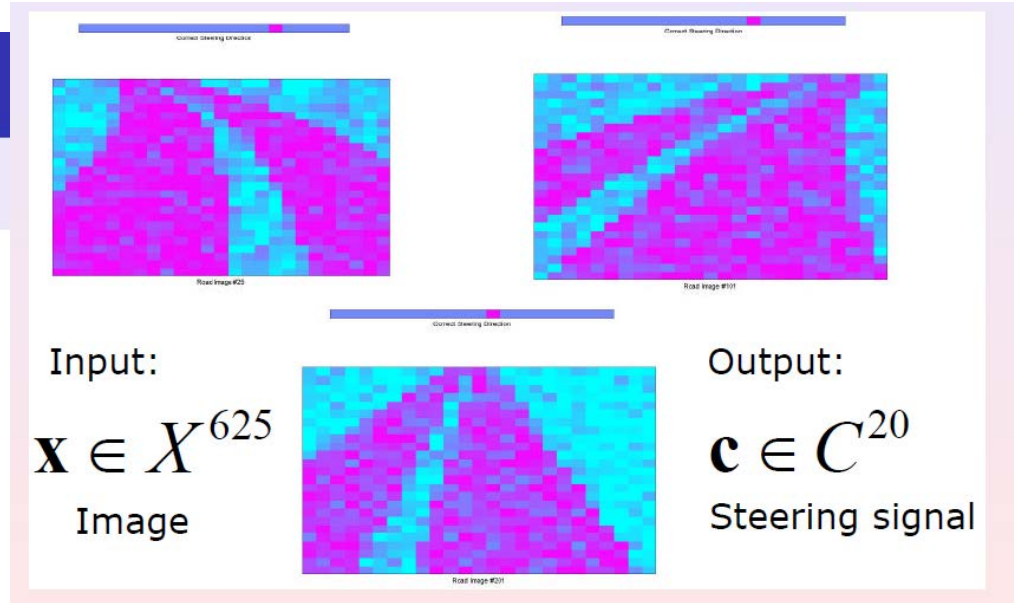 Correct Steering Direction
Correct Steering Direction
Road Image #25
Road Image #101
Correct Steering Direction
Input:
x ∈ X^625
Image
Output:
c ∈ C^20
Steering signal
Road Image #201